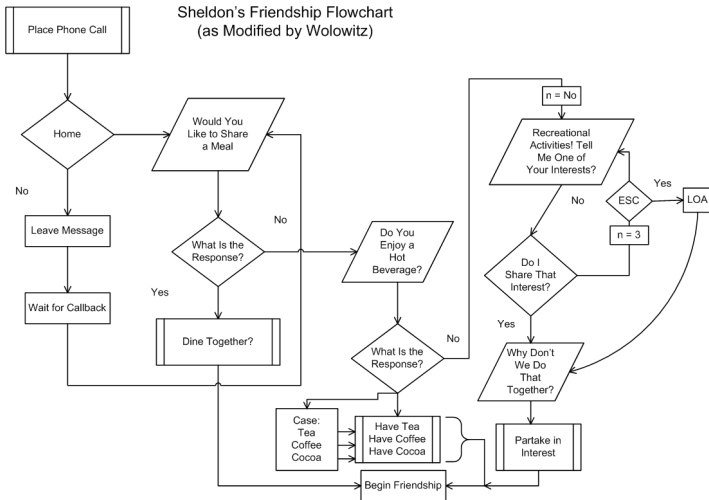 Sheldon's Friendship Flowchart
(as Modified by Wolowitz)
Place Phone Call
Home
No
Leave Message
Wait for Callback
Would You
Like to Share
a Meal
What Is the
Response?
No
Yes
Dine Together?
Do You
Enjoy a
Hot
Beverage?
What Is the
Response?
No
Case:
Tea
Coffee
Cocoa
Have Tea
Have Coffee
Have Cocoa
n = No
Recreational
Activities! Tell
Me One of
Your Interests?
No
ESC
Yes
LOA
n = 3
Do I
Share That
Interest?
Yes
Why Don't
We Do
That
Together?
Partake in
Interest
Begin Friendship